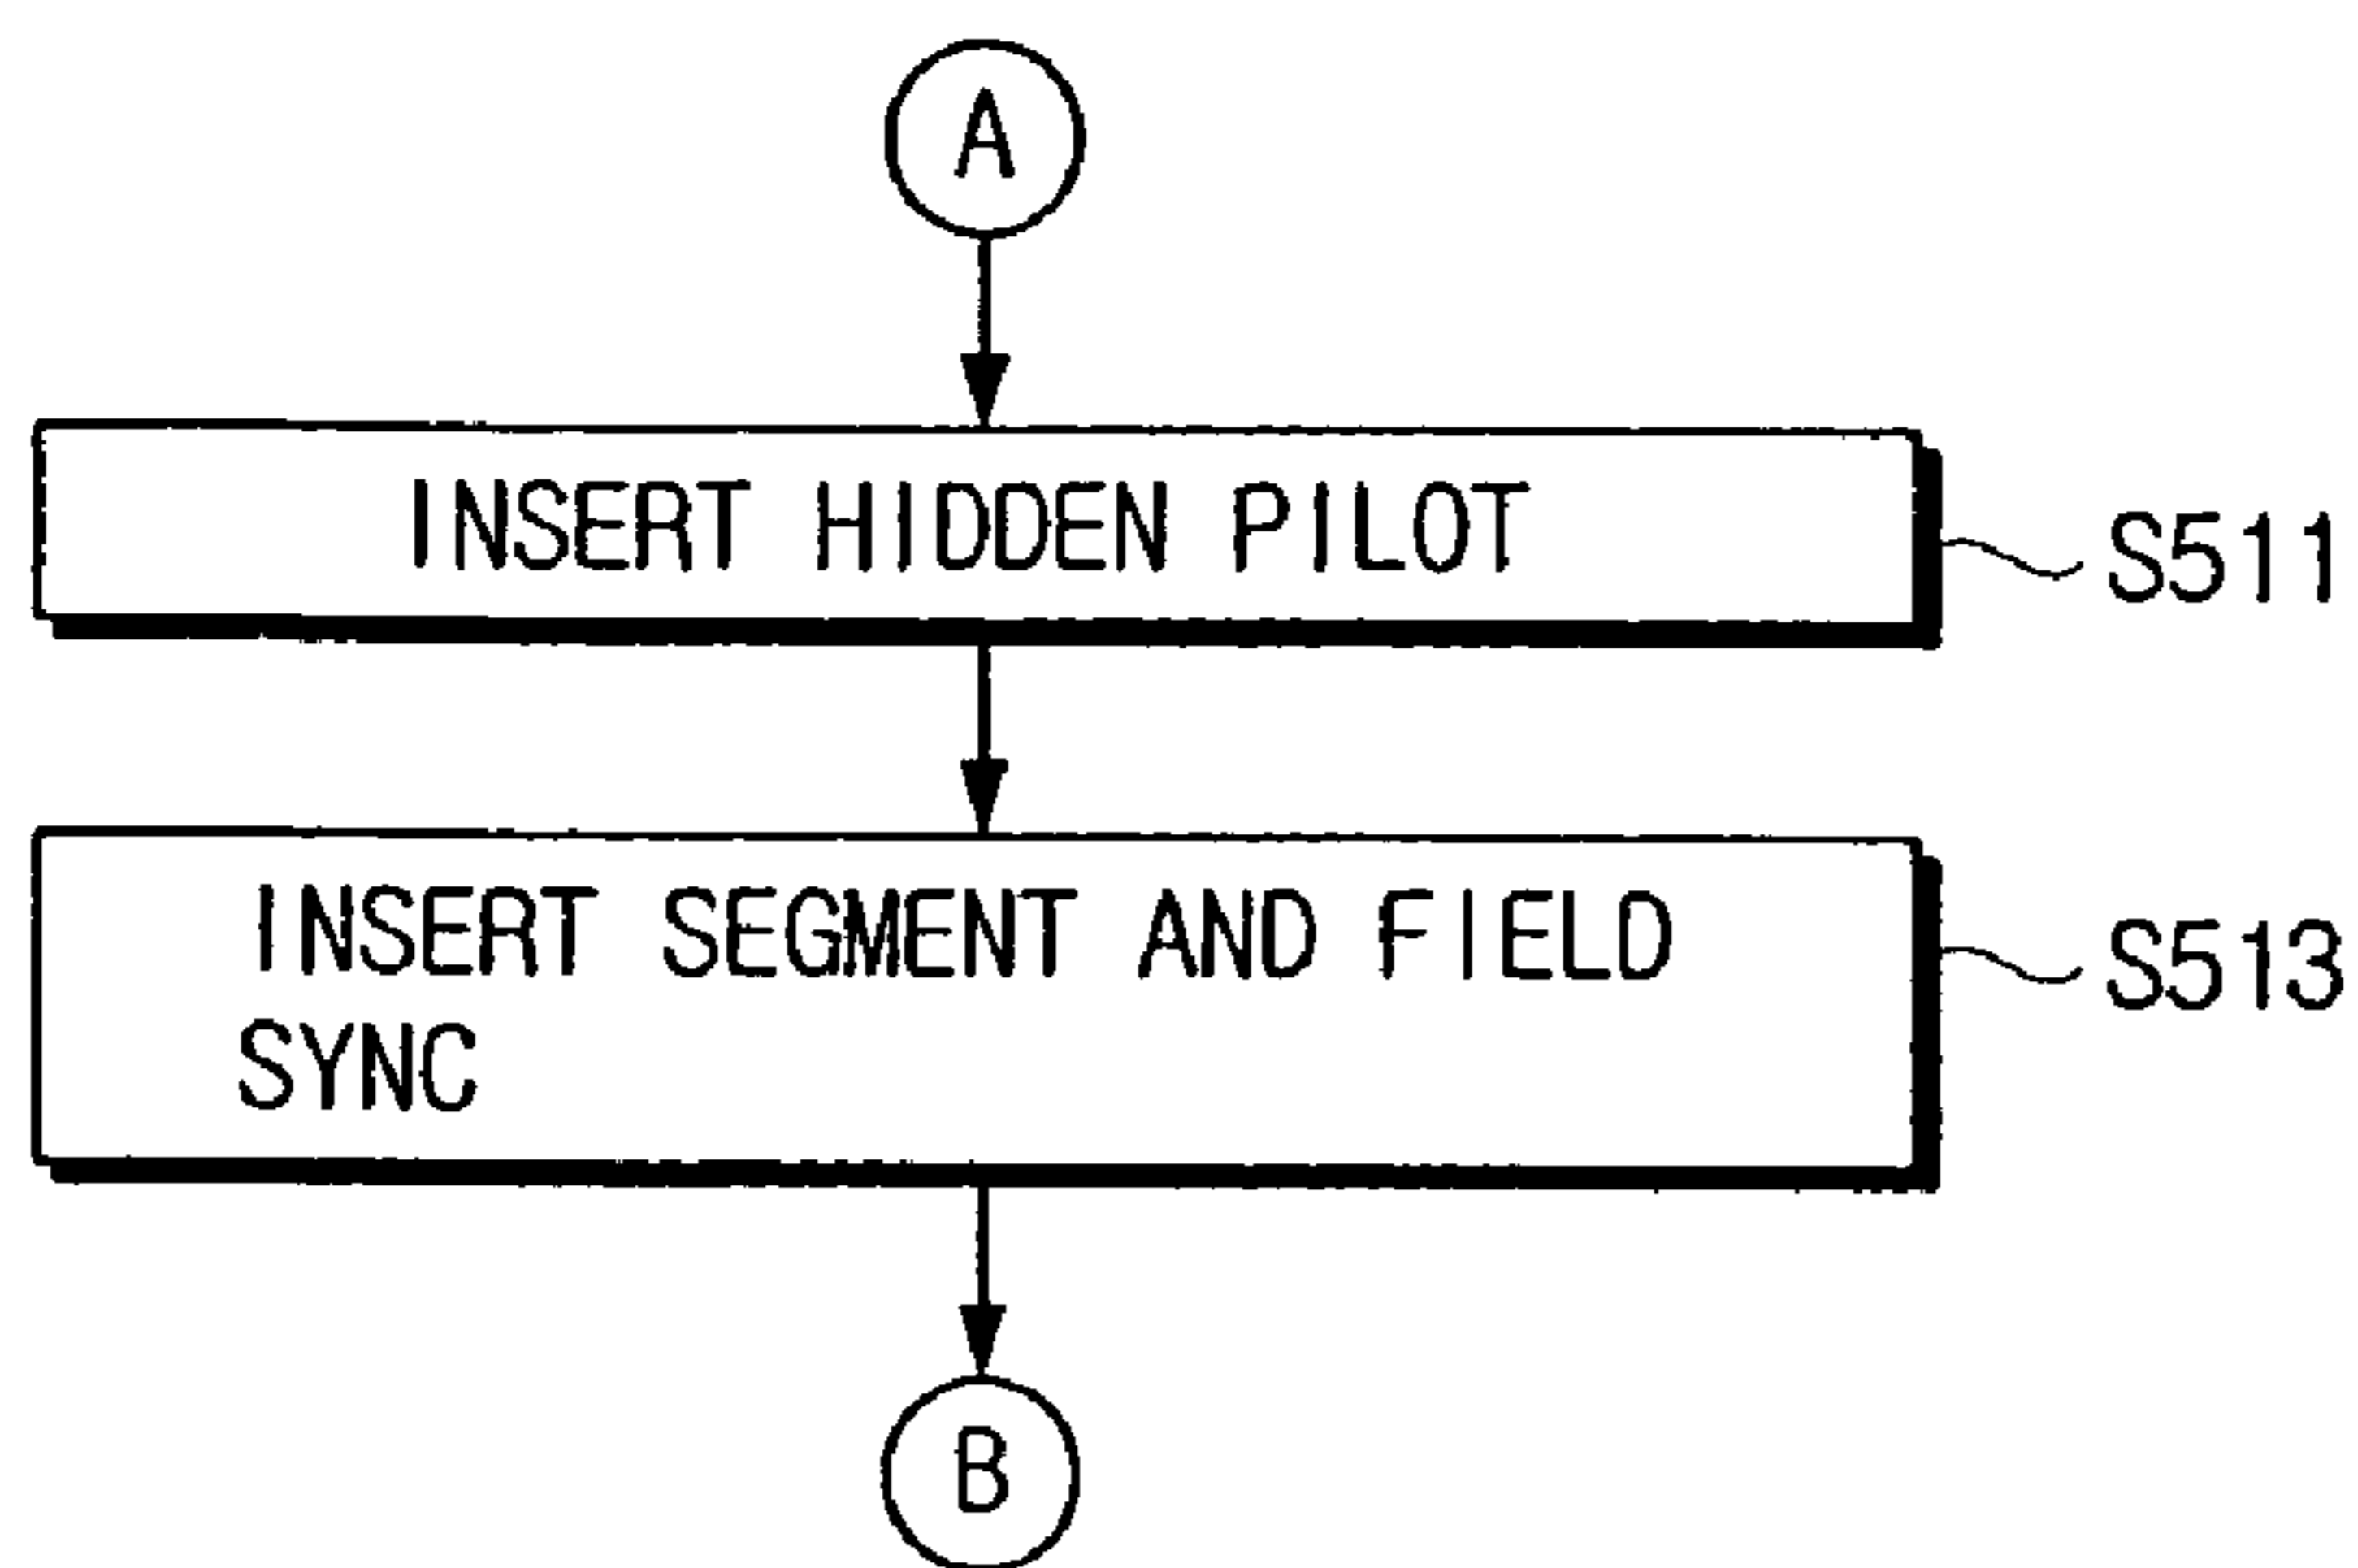 A
INSERT HIDDEN PILOT
S511
INSERT SEGMENT AND FIELD
SYNC
S513
B